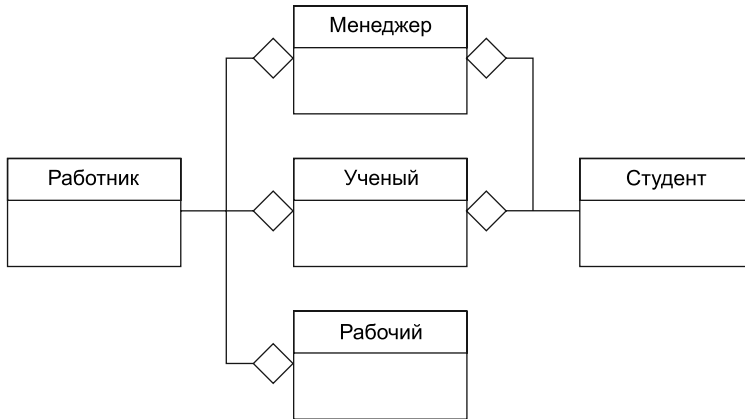 Менеджер
Работник
Ученый
Студент
Рабочий